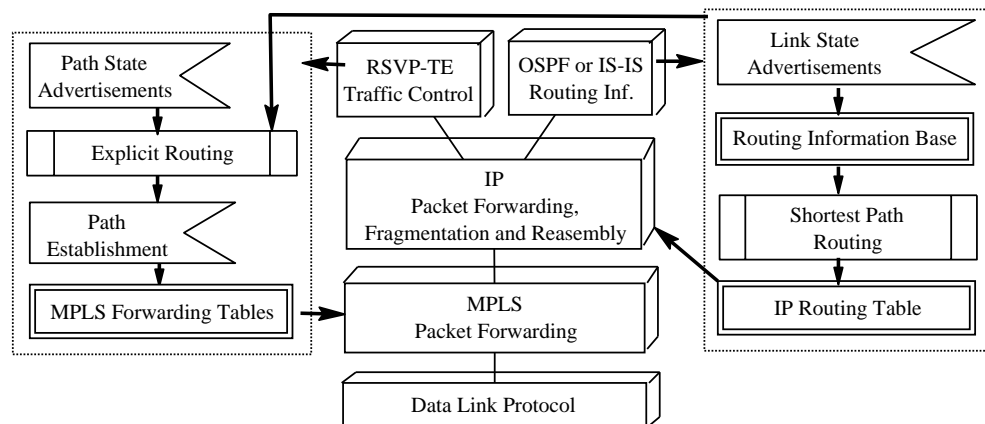 Path State
Advertisements
Explicit Routing
Path
Establishment
MPLS Forwarding Tables
RSVP-TE
Traffic Control
OSPF or IS-IS
Routing Inf.
IP
Packet Forwarding,
Fragmentation and Reasembly
MPLS
Packet Forwarding
Data Link Protocol
Link State
Advertisements
Routing Information Base
Shortest Path
Routing
IP Routing Table